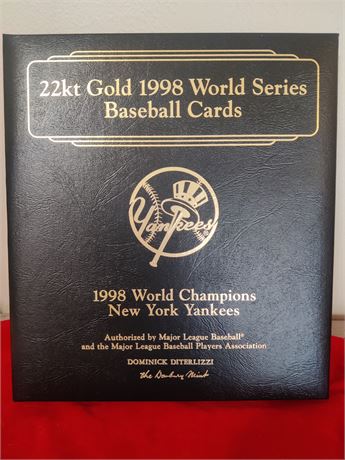 22kt Gold 1998 World Series
Baseball Cards
Yankees
1998 World Champions
New York Yankees
Authorized by Major League Baseball®
and the Major League Baseball Players Association
DOMINICK DITERLIZZI
The Danbury Mint